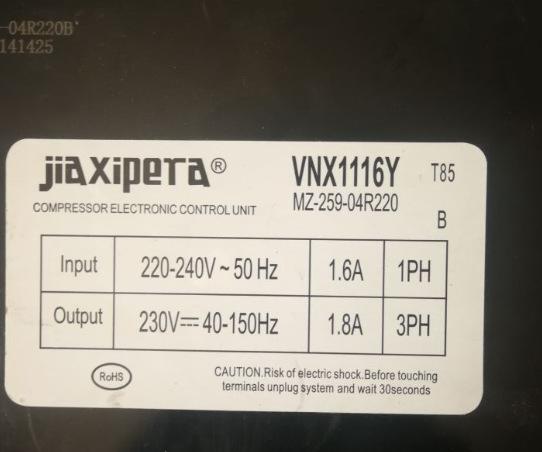 -04R220B
141425
jiaxipera®
VNX1116Y T85
COMPRESSOR ELECTRONIC CONTROL UNIT
MZ-259-04R220
B
Input 220-240V ~ 50 Hz 1.6A 1PH
Output 230V⎓ 40-150Hz 1.8A 3PH
RoHS
CAUTION.Risk of electric shock.Before touching
terminals unplug system and wait 30seconds